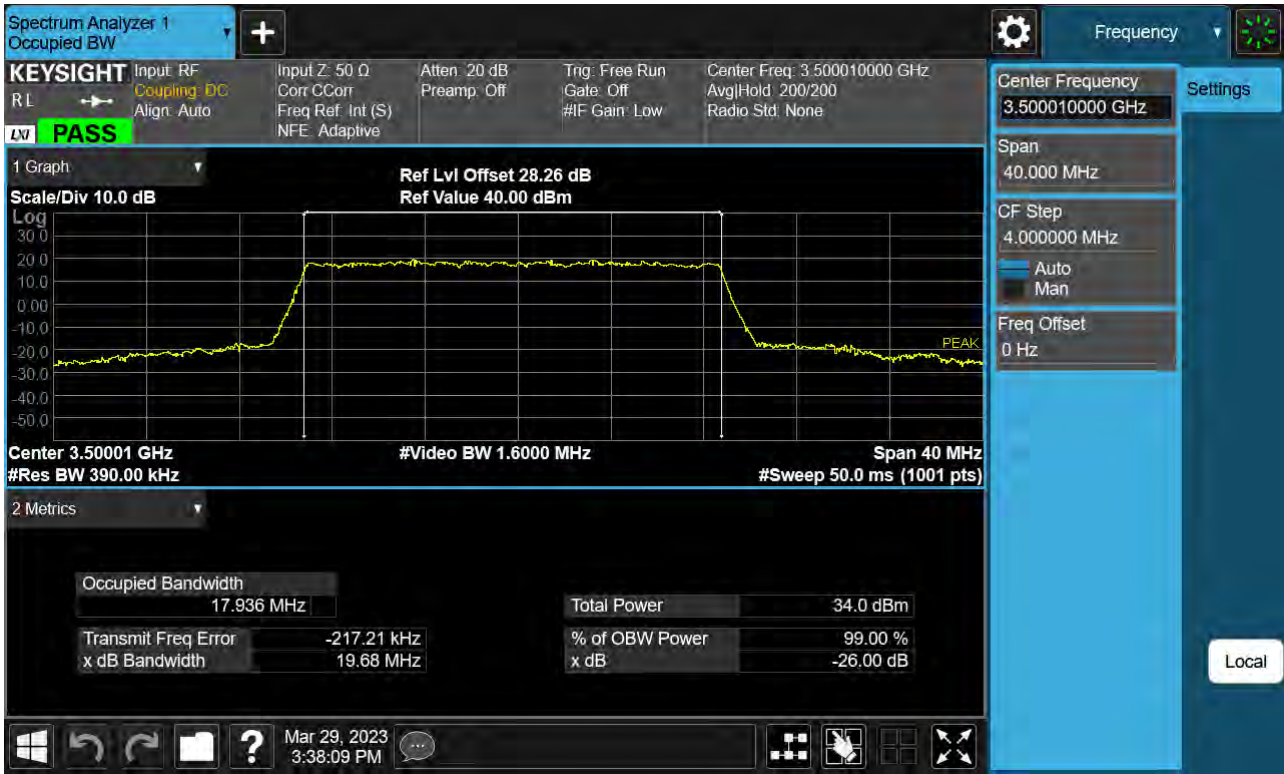 Spectrum Analyzer 1
Occupied BW
Frequency
KEYSIGHT
RL
LXI
PASS
Input: RF
Coupling: DC
Align: Auto
Input Z: 50 Ω
Corr CCorr
Freq Ref: Int (S)
NFE: Adaptive
Atten: 20 dB
Preamp: Off
Trig: Free Run
Gate: Off
#IF Gain: Low
Center Freq: 3.500010000 GHz
Avg|Hold: 200/200
Radio Std: None
Center Frequency
3.500010000 GHz
Settings
Span
40.000 MHz
CF Step
4.000000 MHz
Auto
Man
Freq Offset
0 Hz
Local
1 Graph
Scale/Div 10.0 dB
Ref Lvl Offset 28.26 dB
Ref Value 40.00 dBm
Log
30.0
20.0
10.0
0.00
-10.0
-20.0
-30.0
-40.0
-50.0
PEAK
Center 3.50001 GHz
#Video BW 1.6000 MHz
Span 40 MHz
#Res BW 390.00 kHz
#Sweep 50.0 ms (1001 pts)
2 Metrics
Occupied Bandwidth
17.936 MHz
Total Power 34.0 dBm
Transmit Freq Error -217.21 kHz
% of OBW Power 99.00 %
x dB Bandwidth 19.68 MHz
x dB -26.00 dB
?
Mar 29, 2023
3:38:09 PM